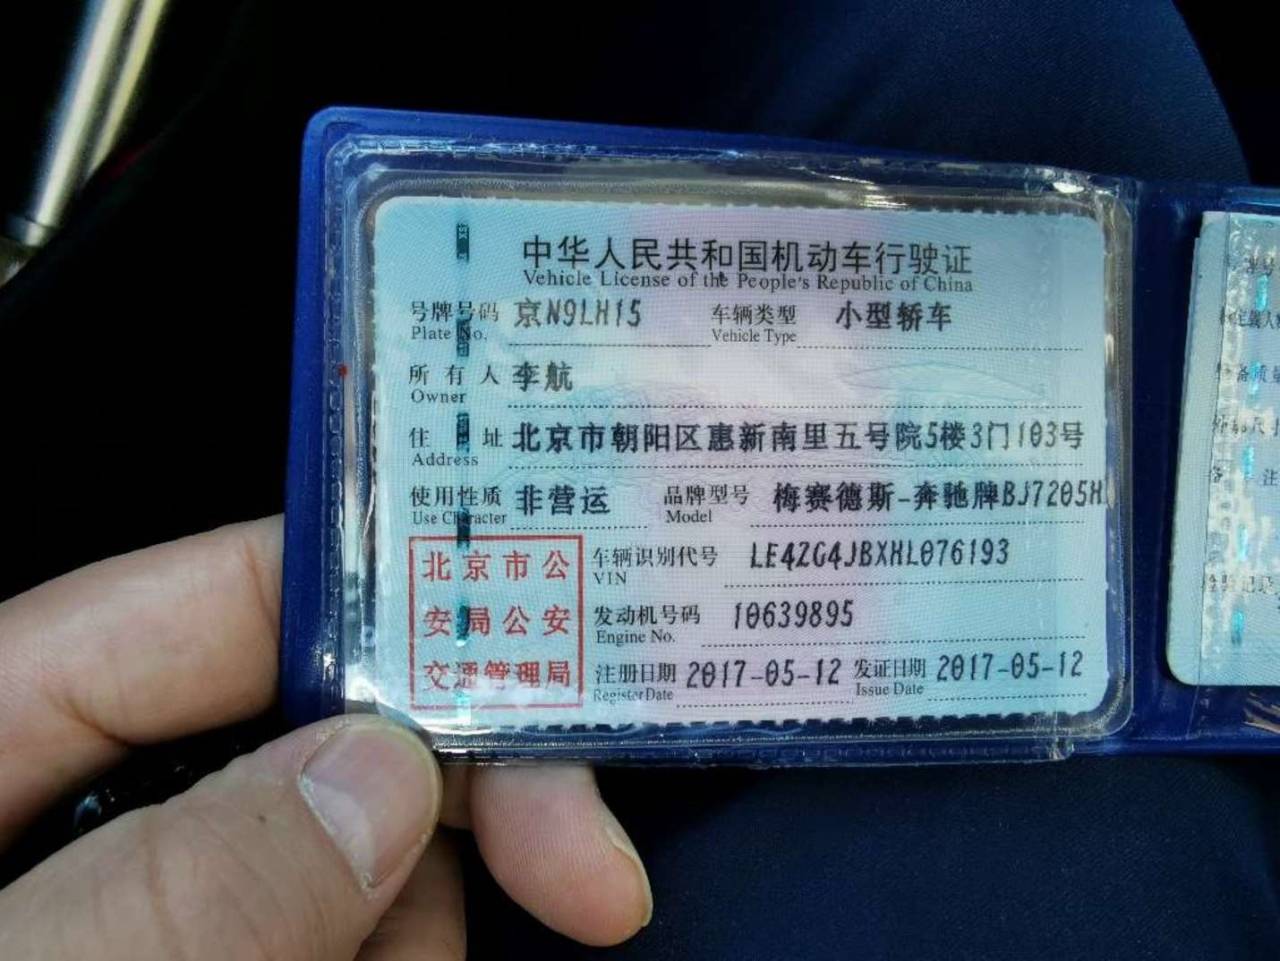 中华人民共和国机动车行驶证
Vehicle License of the People's Republic of China
号牌号码 京N9LH15 车辆类型 小型轿车
Plate No. Vehicle Type
所有人 李航
Owner
住址 北京市朝阳区惠新南里五号院5楼3门103号
Address
使用性质 非营运 品牌型号 梅赛德斯-奔驰牌BJ7205H
Use Character Model
北京市公
安局公安
交通管理局
车辆识别代号 LE4ZG4JBXHL076193
VIN
发动机号码 10639895
Engine No.
注册日期 2017-05-12 发证日期 2017-05-12
Register Date Issue Date